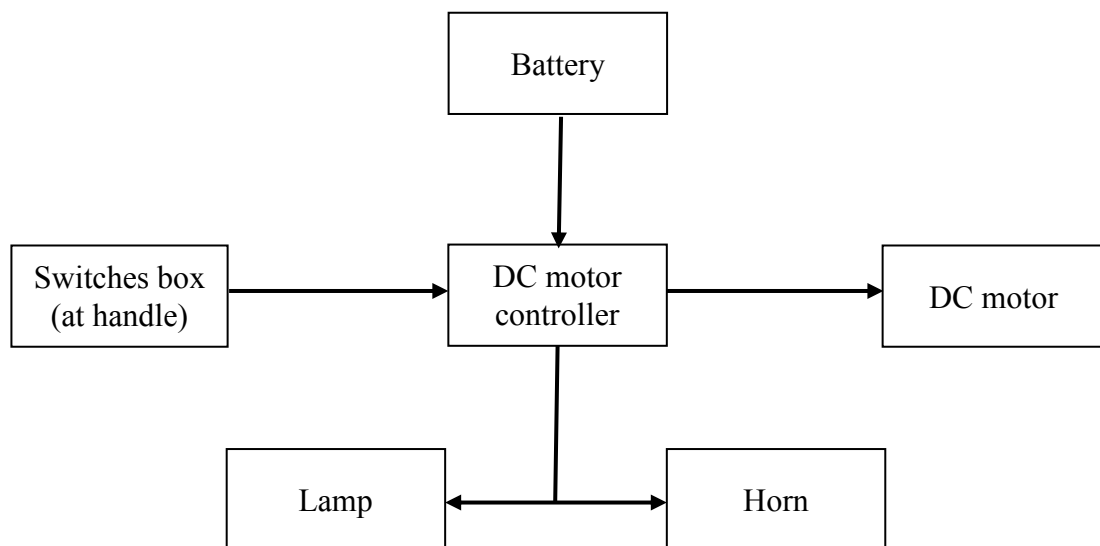 Battery
Switches box
(at handle)
DC motor
controller
DC motor
Lamp
Horn